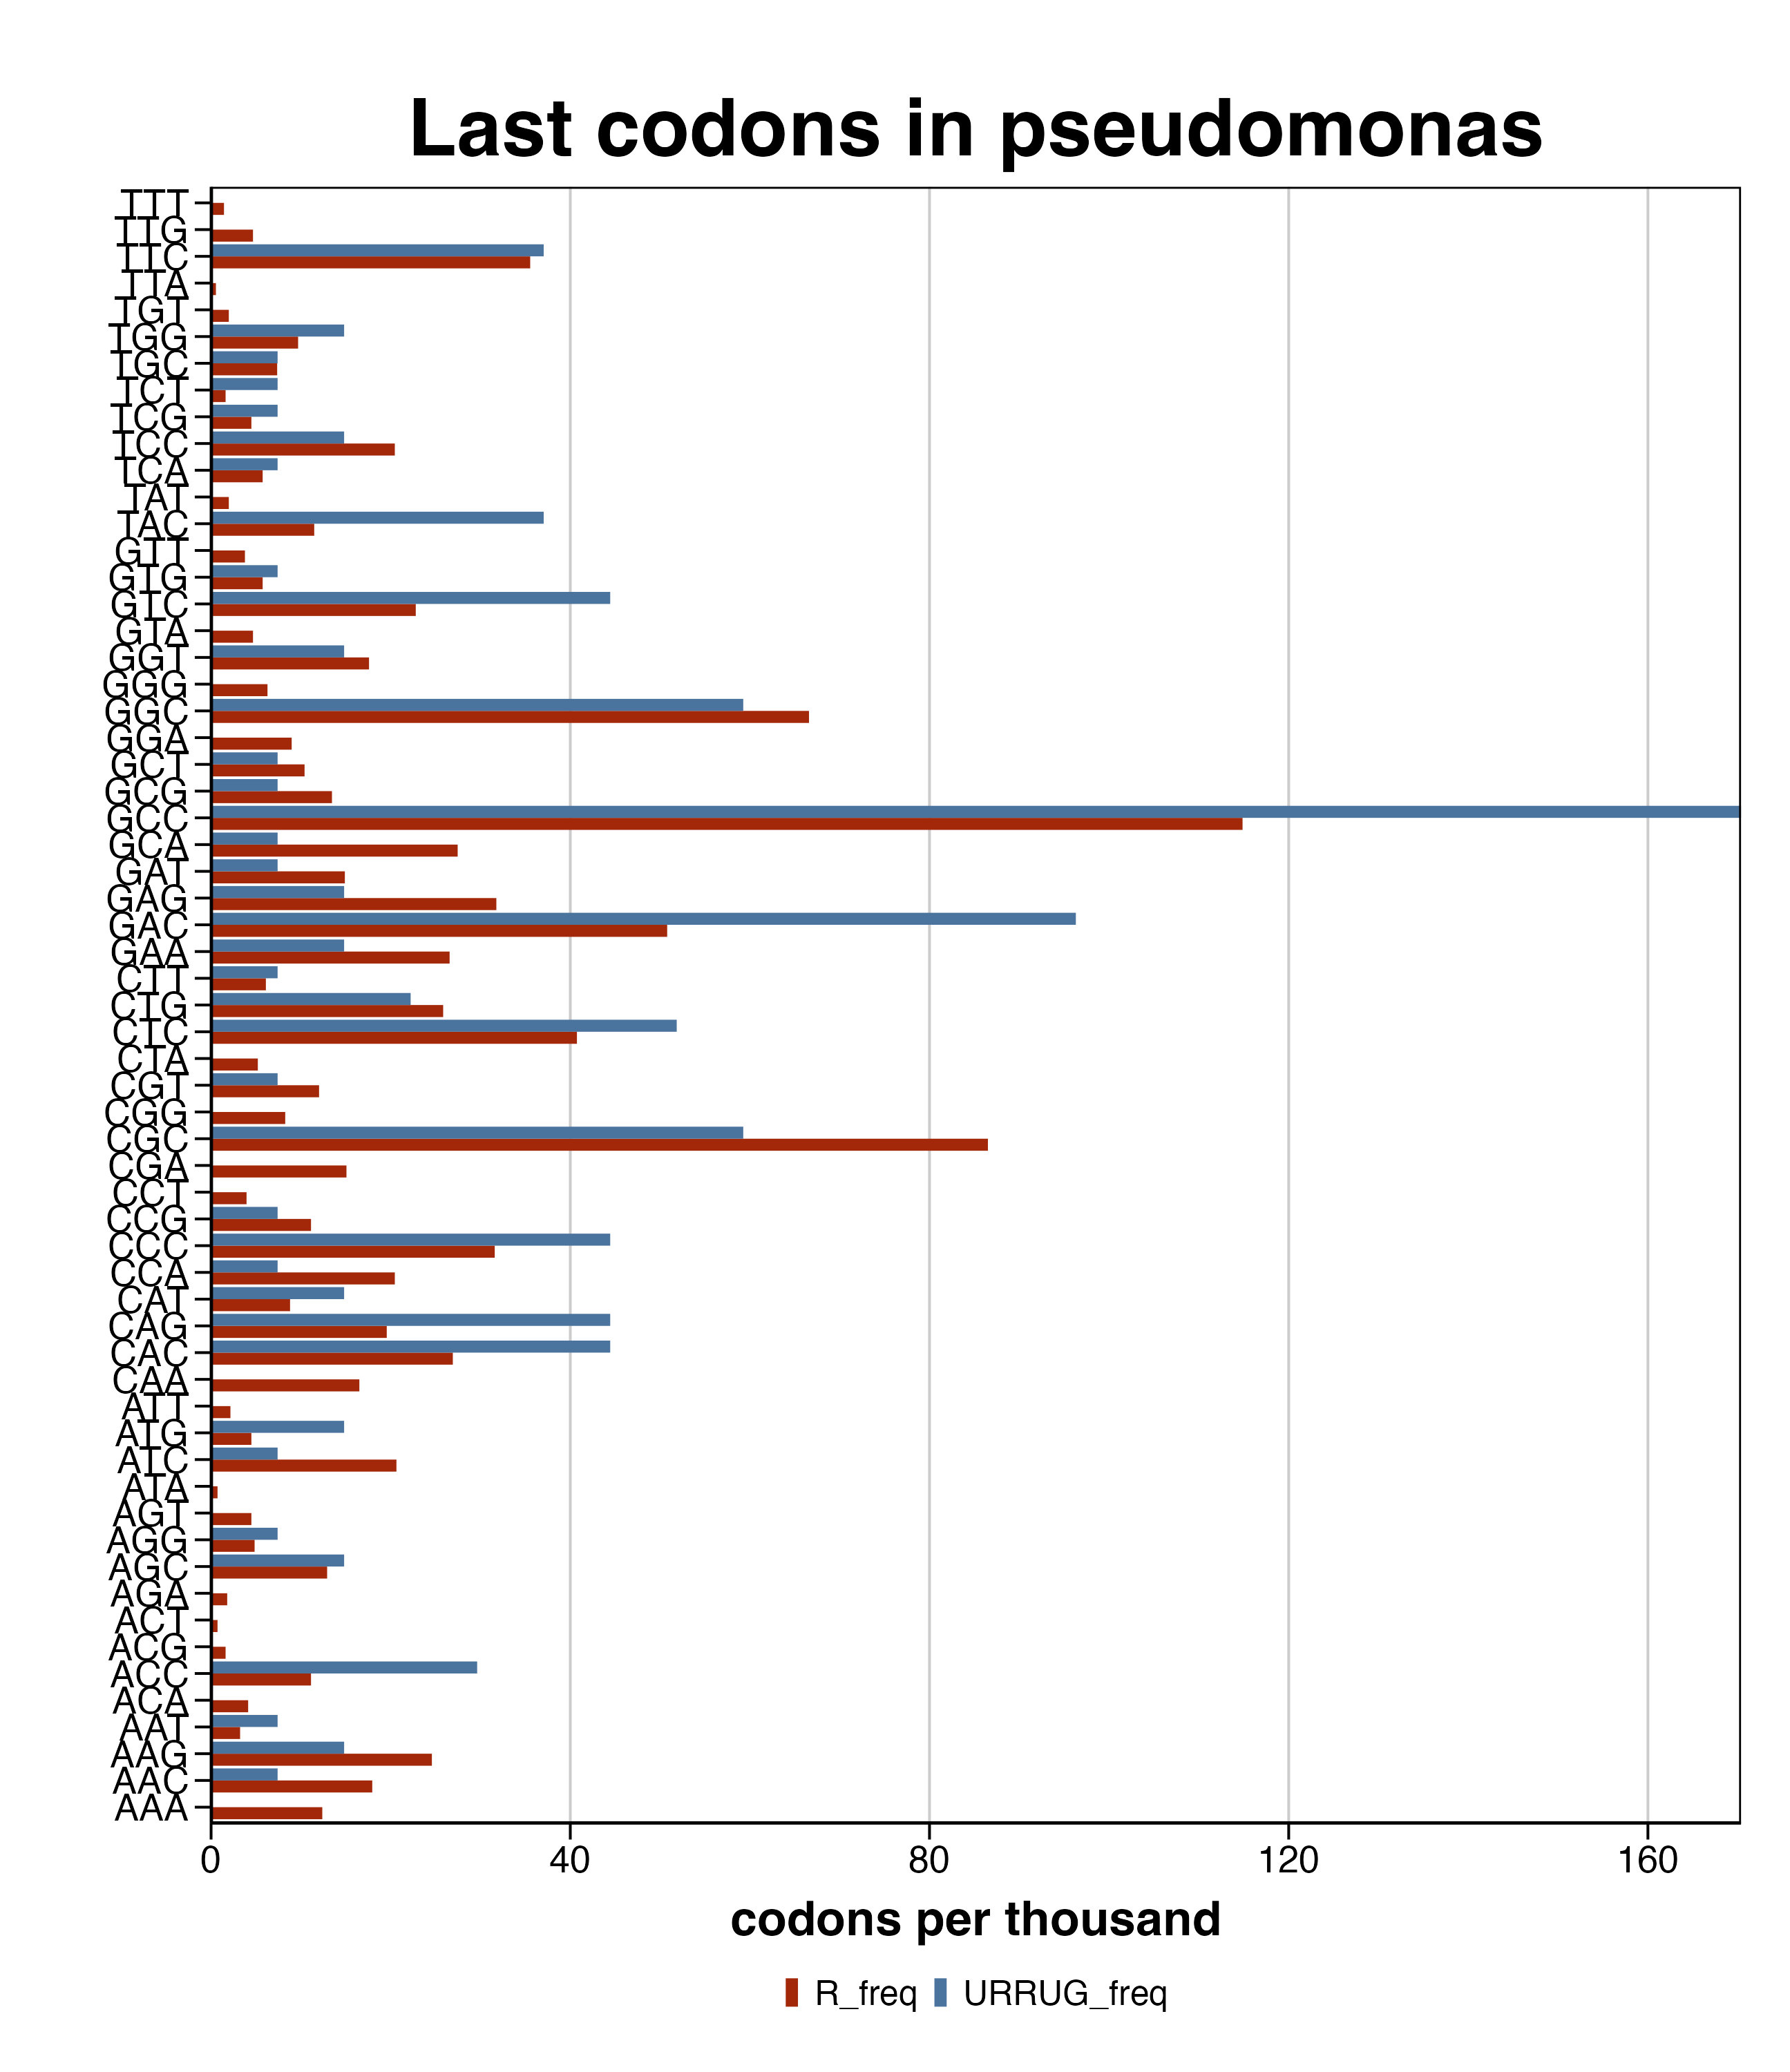 Last codons in pseudomonas
TTT
TTG
TTC
TTA
TGT
TGG
TGC
TCT
TCG
TCC
TCA
TAT
TAC
GTT
GTG
GTC
GTA
GGT
GGG
GGC
GGA
GCT
GCG
GCC
GCA
GAT
GAG
GAC
GAA
CTT
CTG
CTC
CTA
CGT
CGG
CGC
CGA
CCT
CCG
CCC
CCA
CAT
CAG
CAC
CAA
ATT
ATG
ATC
ATA
AGT
AGG
AGC
AGA
ACT
ACG
ACC
ACA
AAT
AAG
AAC
AAA
0 40 80 120 160
codons per thousand
R_freq URRUG_freq